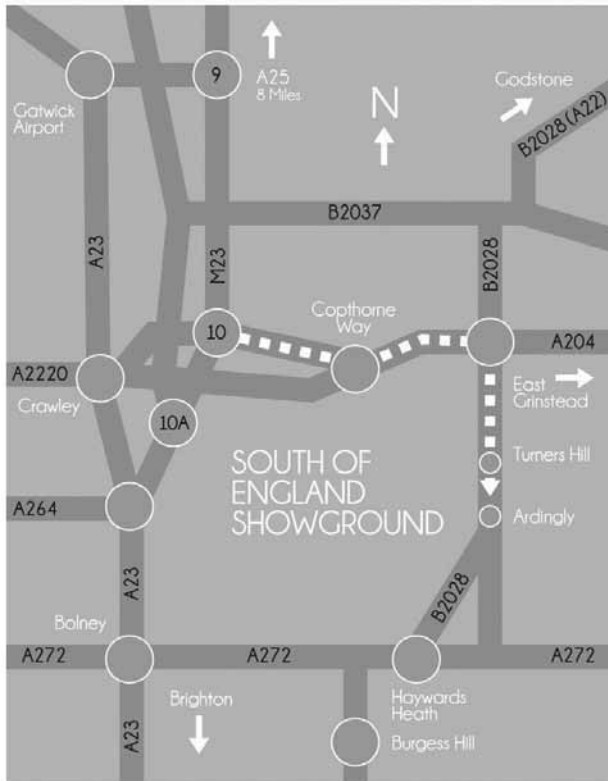 9
A25
8 Miles
Godstone
Gatwick
Airport
N
B2028 (A22)
B2037
A23
M23
B2028
Copthorne
Way
10
A204
A2220
Crawley
East
Grinstead
10A
Turners Hill
SOUTH OF
ENGLAND
SHOWGROUND
A264
Ardingly
A23
B2028
Bolney
A272
A272
A272
Haywards
Heath
Brighton
A23
Burgess Hill